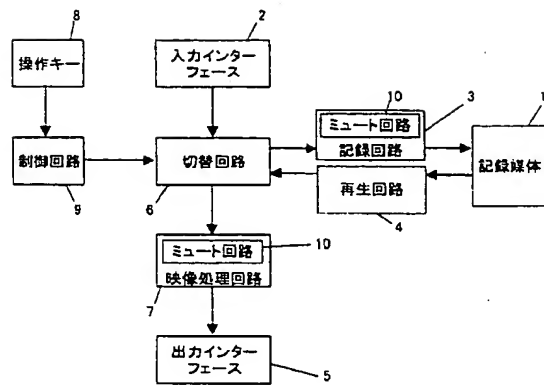 8
操作キー
2
入力インター
フェース
10
ミュート回路
記録回路
3
1
記録媒体
制御回路
9
切替回路
6
再生回路
4
ミュート回路
10
映像処理回路
7
出力インター
フェース
5